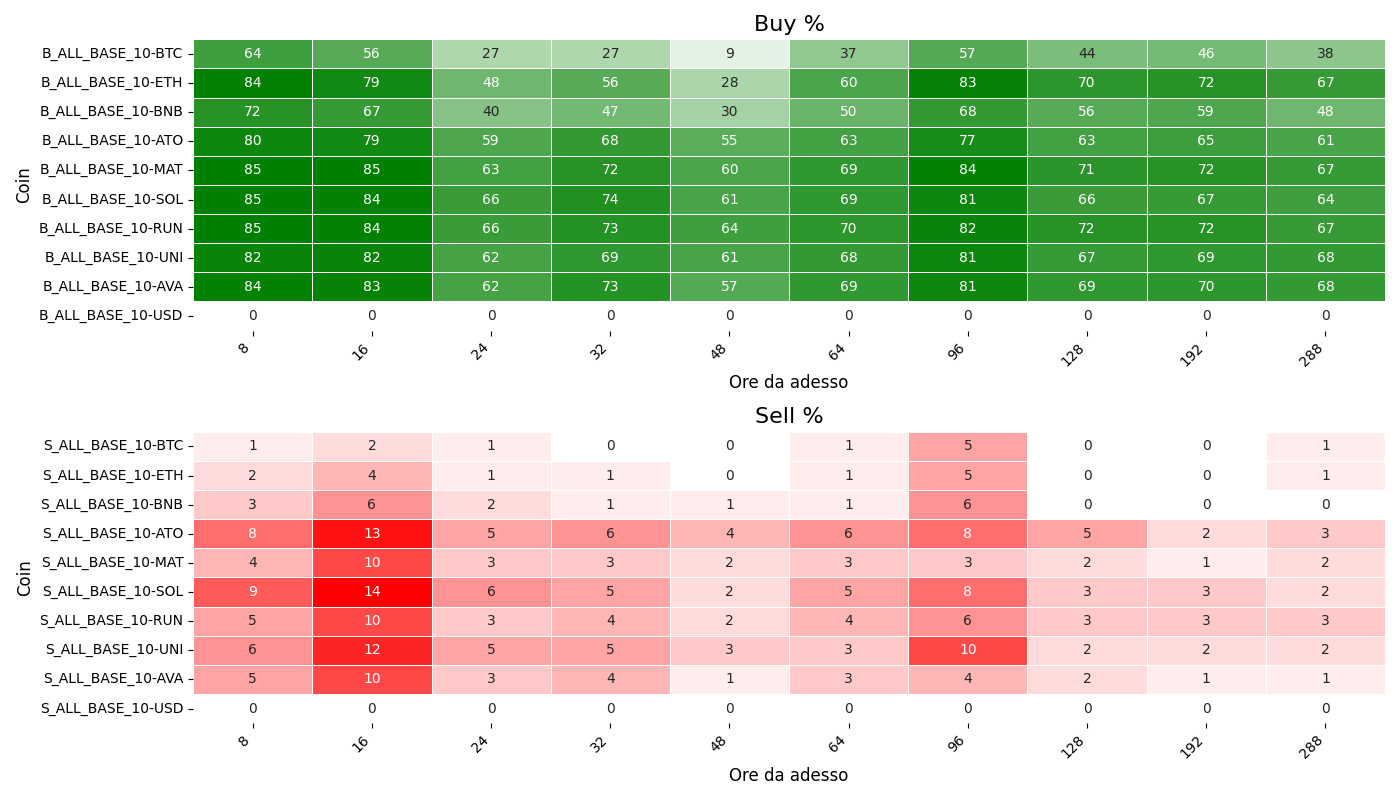 Buy %
Coin
B_ALL_BASE_10-BTC 64 56 27 27 9 37 57 44 46 38
B_ALL_BASE_10-ETH 84 79 48 56 28 60 83 70 72 67
B_ALL_BASE_10-BNB 72 67 40 47 30 50 68 56 59 48
B_ALL_BASE_10-ATO 80 79 59 68 55 63 77 63 65 61
B_ALL_BASE_10-MAT 85 85 63 72 60 69 84 71 72 67
B_ALL_BASE_10-SOL 85 84 66 74 61 69 81 66 67 64
B_ALL_BASE_10-RUN 85 84 66 73 64 70 82 72 72 67
B_ALL_BASE_10-UNI 82 82 62 69 61 68 81 67 69 68
B_ALL_BASE_10-AVA 84 83 62 73 57 69 81 69 70 68
B_ALL_BASE_10-USD 0 0 0 0 0 0 0 0 0 0
8 16 24 32 48 64 96 128 192 288
Ore da adesso
Sell %
Coin
S_ALL_BASE_10-BTC 1 2 1 0 0 1 5 0 0 1
S_ALL_BASE_10-ETH 2 4 1 1 0 1 5 0 0 1
S_ALL_BASE_10-BNB 3 6 2 1 1 1 6 0 0 0
S_ALL_BASE_10-ATO 8 13 5 6 4 6 8 5 2 3
S_ALL_BASE_10-MAT 4 10 3 3 2 3 3 2 1 2
S_ALL_BASE_10-SOL 9 14 6 5 2 5 8 3 3 2
S_ALL_BASE_10-RUN 5 10 3 4 2 4 6 3 3 3
S_ALL_BASE_10-UNI 6 12 5 5 3 3 10 2 2 2
S_ALL_BASE_10-AVA 5 10 3 4 1 3 4 2 1 1
S_ALL_BASE_10-USD 0 0 0 0 0 0 0 0 0 0
8 16 24 32 48 64 96 128 192 288
Ore da adesso